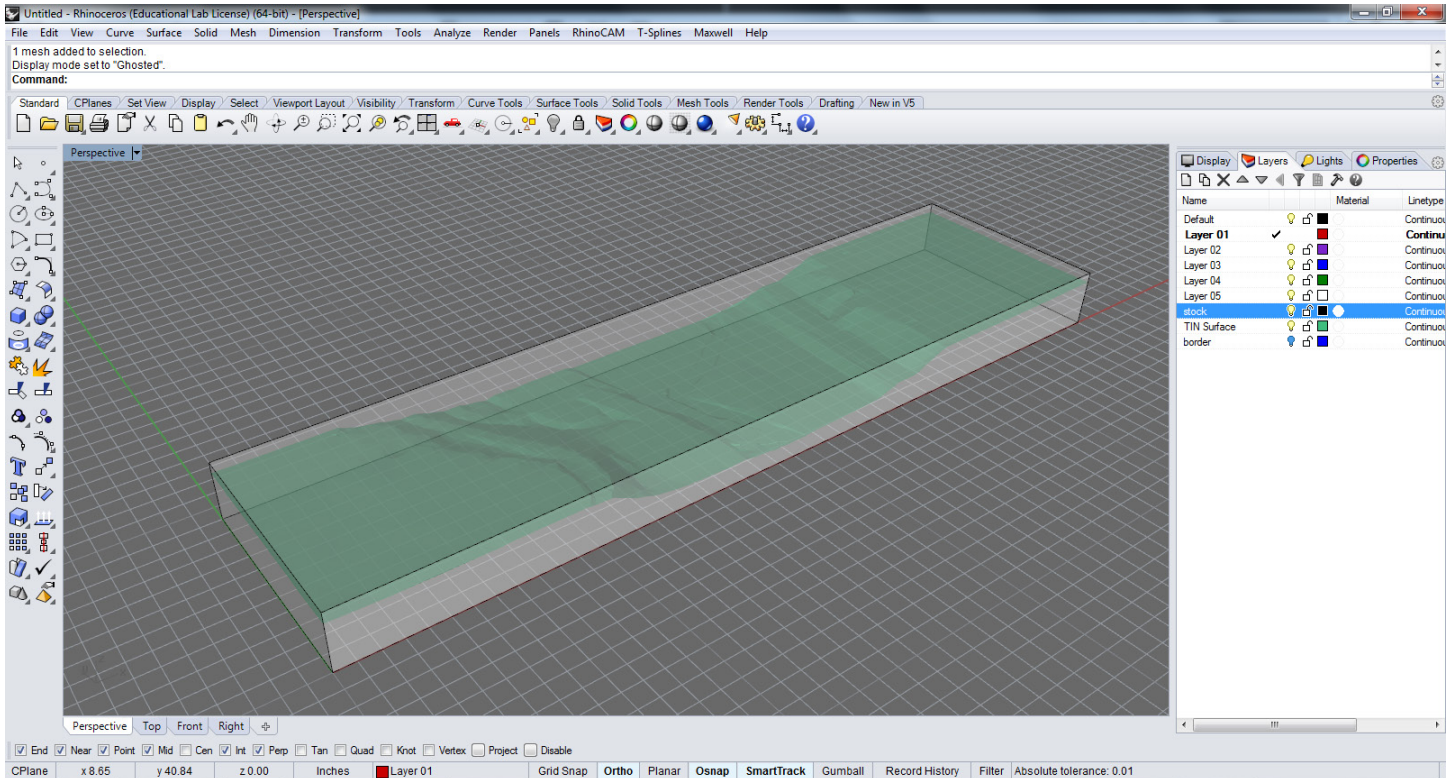 Untitled - Rhinoceros (Educational Lab License) (64-bit) - [Perspective]
File Edit View Curve Surface Solid Mesh Dimension Transform Tools Analyze Render Panels RhinoCAM T-Splines Maxwell Help
1 mesh added to selection.
Display mode set to "Ghosted".
Command:
Standard CPlanes Set View Display Select Viewport Layout Visibility Transform Curve Tools Surface Tools Solid Tools Mesh Tools Render Tools Drafting New in V5
Perspective
Display Layers Lights Properties
Name Material Linetype
Default Continuou
Layer 01 Continu
Layer 02 Continuou
Layer 03 Continuou
Layer 04 Continuou
Layer 05 Continuou
stock Continuou
TIN Surface Continuou
border Continuou
Perspective Top Front Right
End Near Point Mid Cen Int Perp Tan Quad Knot Vertex Project Disable
CPlane x 8.65 y 40.84 z 0.00 Inches Layer 01 Grid Snap Ortho Planar Osnap SmartTrack Gumball Record History Filter Absolute tolerance: 0.01